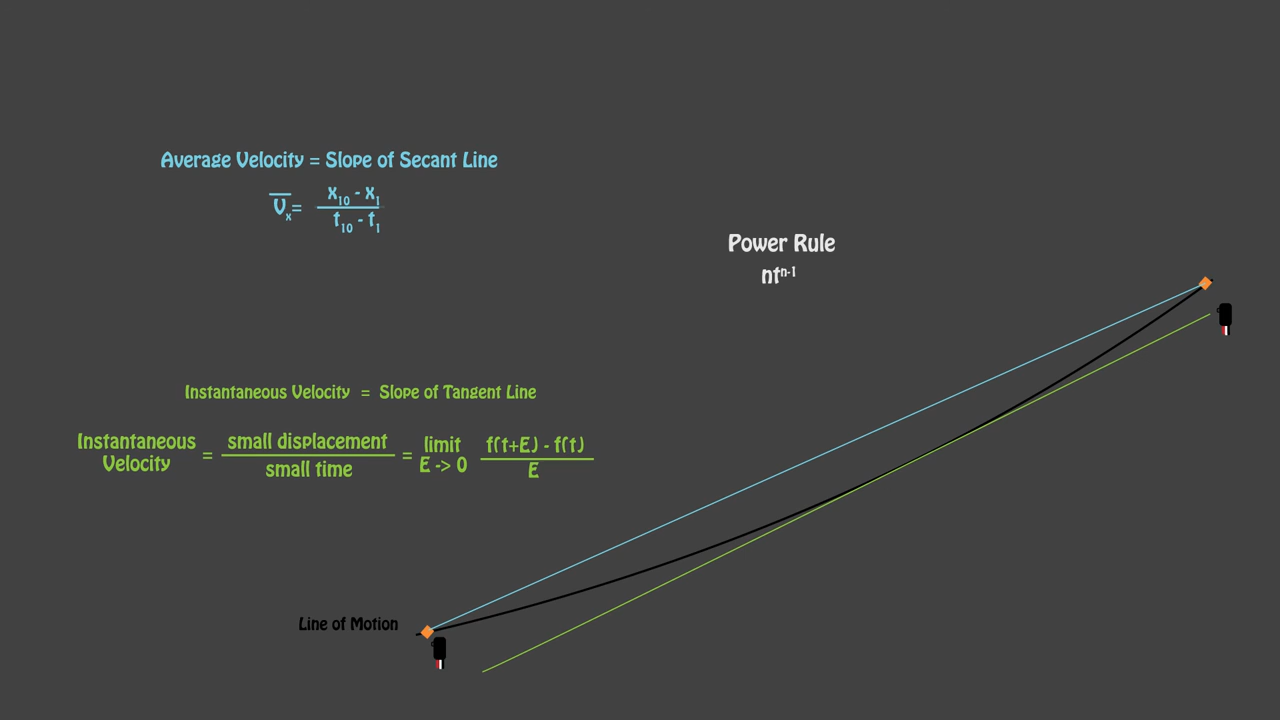 Average Velocity = Slope of Secant Line
V̅ₓ = x₁₀ - x₁ / t₁₀ - t₁
Power Rule
ntⁿ⁻¹
Instantaneous Velocity = Slope of Tangent Line
Instantaneous Velocity = small displacement / small time = limit E -> 0 f(t+E) - f(t) / E
Line of Motion